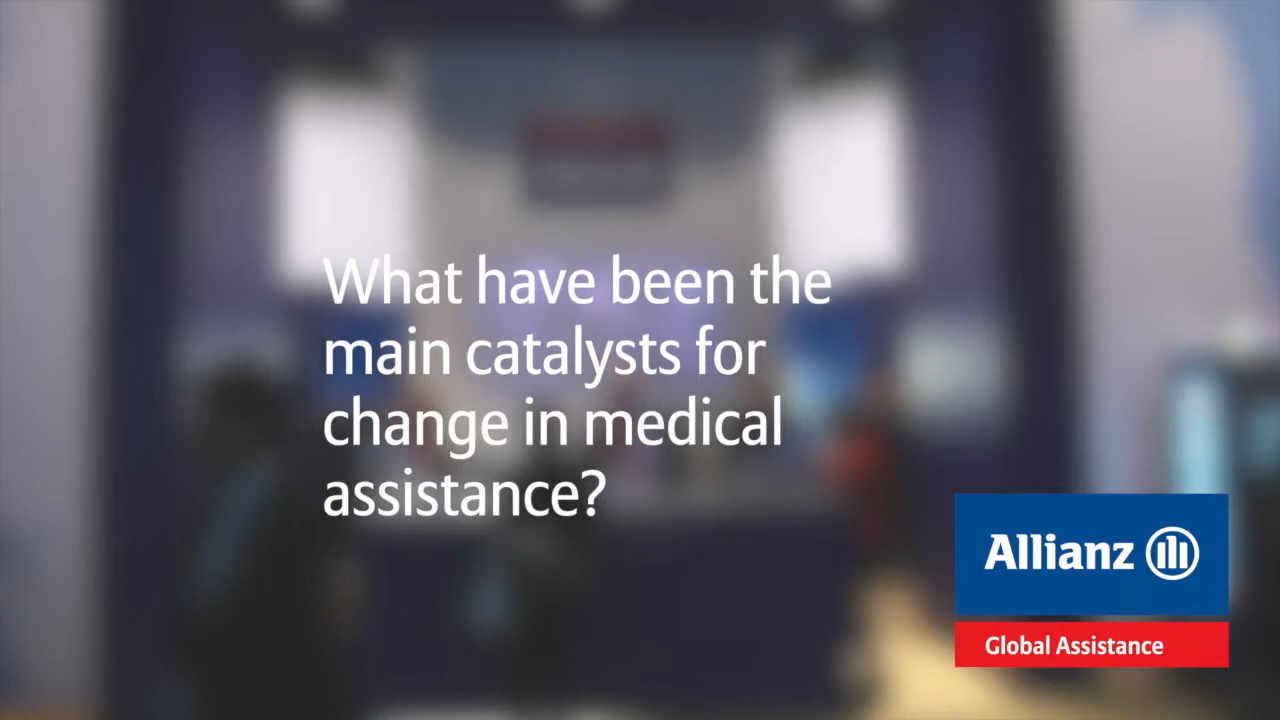 What have been the
main catalysts for
change in medical
assistance?
Allianz
Global Assistance